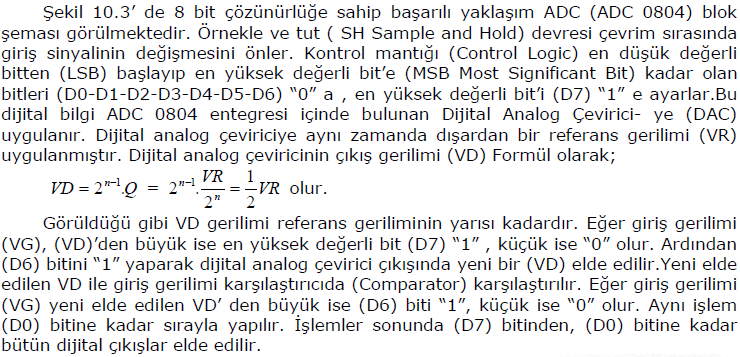 Şekil 10.3’ de 8 bit çözünürlüğe sahip başarılı yaklaşım ADC (ADC 0804) blok
şeması görülmektedir. Örnekle ve tut ( SH Sample and Hold) devresi çevrim sırasında
giriş sinyalinin değişmesini önler. Kontrol mantığı (Control Logic) en düşük değerli
bitten (LSB) başlayıp en yüksek değerli bit’e (MSB Most Significant Bit) kadar olan
bitleri (D0-D1-D2-D3-D4-D5-D6) “0” a , en yüksek değerli bit’i (D7) “1” e ayarlar.Bu
dijital bilgi ADC 0804 entegresi içinde bulunan Dijital Analog Çevirici- ye (DAC)
uygulanır. Dijital analog çeviriciye aynı zamanda dışardan bir referans gerilimi (VR)
uygulanmıştır. Dijital analog çeviricinin çıkış gerilimi (VD) Formül olarak;
VD = 2^{n-1}.Q = 2^{n-1}.\frac{VR}{2^n} = \frac{1}{2}VR olur.
Görüldüğü gibi VD gerilimi referans geriliminin yarısı kadardır. Eğer giriş gerilimi
(VG), (VD)’den büyük ise en yüksek değerli bit (D7) “1” , küçük ise “0” olur. Ardından
(D6) bitini “1” yaparak dijital analog çevirici çıkışında yeni bir (VD) elde edilir.Yeni elde
edilen VD ile giriş gerilimi karşılaştırıcıda (Comparator) karşılaştırılır. Eğer giriş gerilimi
(VG) yeni elde edilen VD’ den büyük ise (D6) biti “1”, küçük ise “0” olur. Aynı işlem
(D0) bitine kadar sırayla yapılır. İşlemler sonunda (D7) bitinden, (D0) bitine kadar
bütün dijital çıkışlar elde edilir.